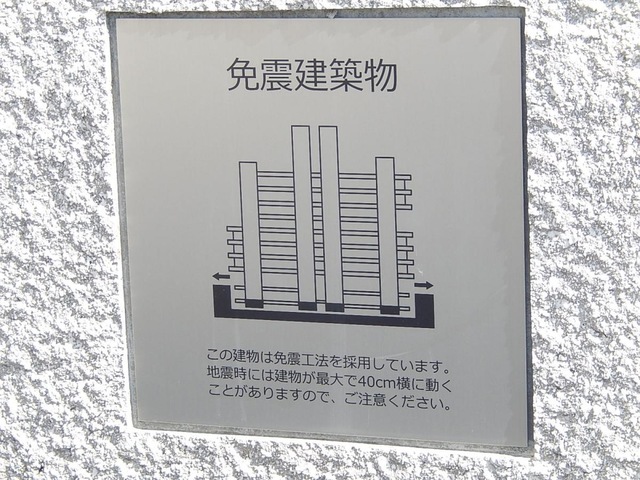 免震建築物
この建物は免震工法を採用しています。
地震時には建物が最大で40cm横に動く
ことがありますので、ご注意ください。